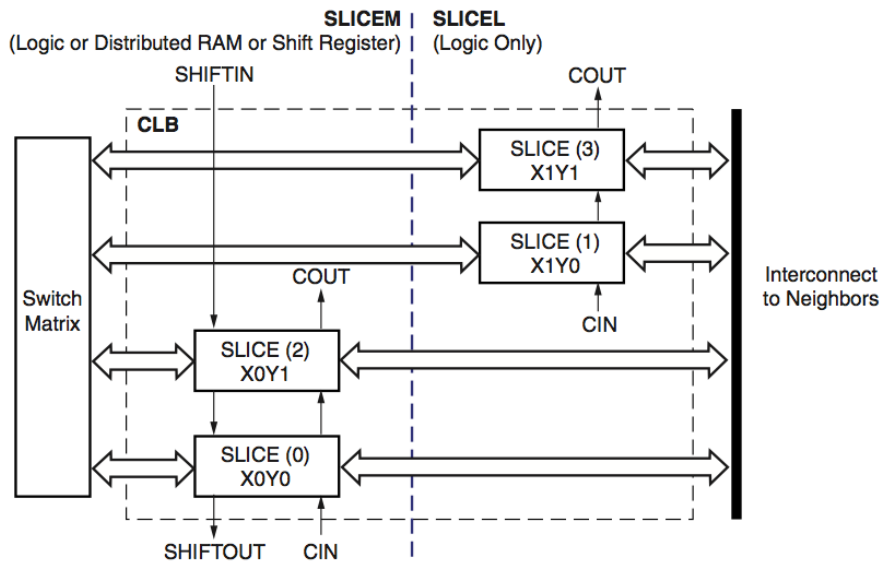 SLICEM
(Logic or Distributed RAM or Shift Register)
SLICEL
(Logic Only)
SHIFTIN
COUT
CLB
SLICE (3)
X1Y1
SLICE (1)
X1Y0
COUT
CIN
Switch
Matrix
Interconnect
to Neighbors
SLICE (2)
X0Y1
SLICE (0)
X0Y0
SHIFTOUT
CIN